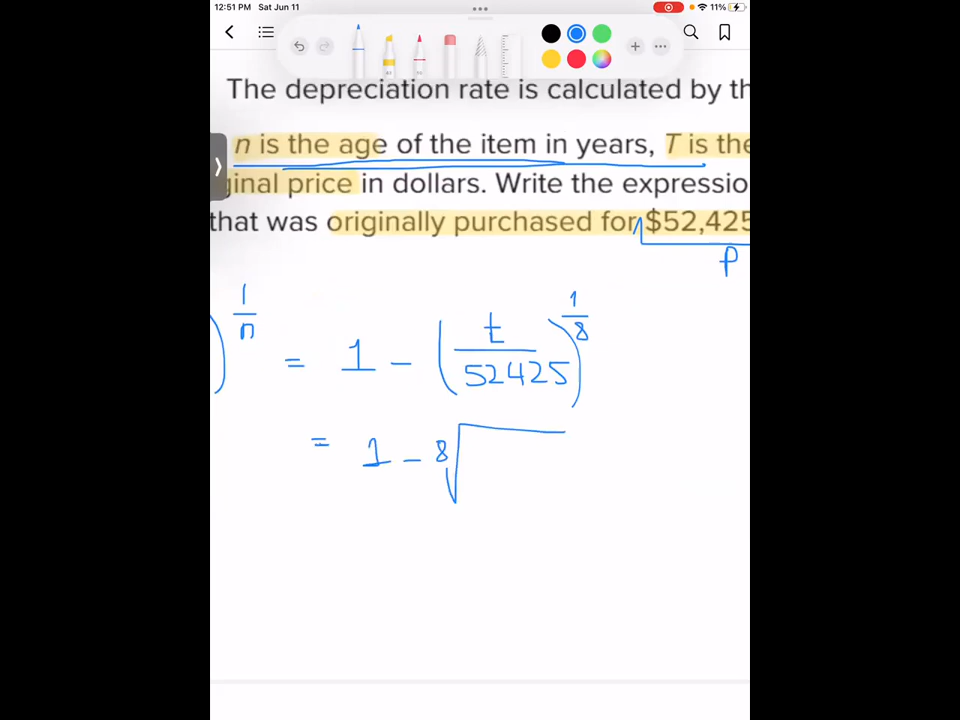 12:51 PM Sat Jun 11 11%
The depreciation rate is calculated by th
n is the age of the item in years, T is the
ginal price in dollars. Write the expressio
that was originally purchased for $52,425
P
)^(1/n) = 1 - (t/52425)^(1/8)
= 1 - ⁸√